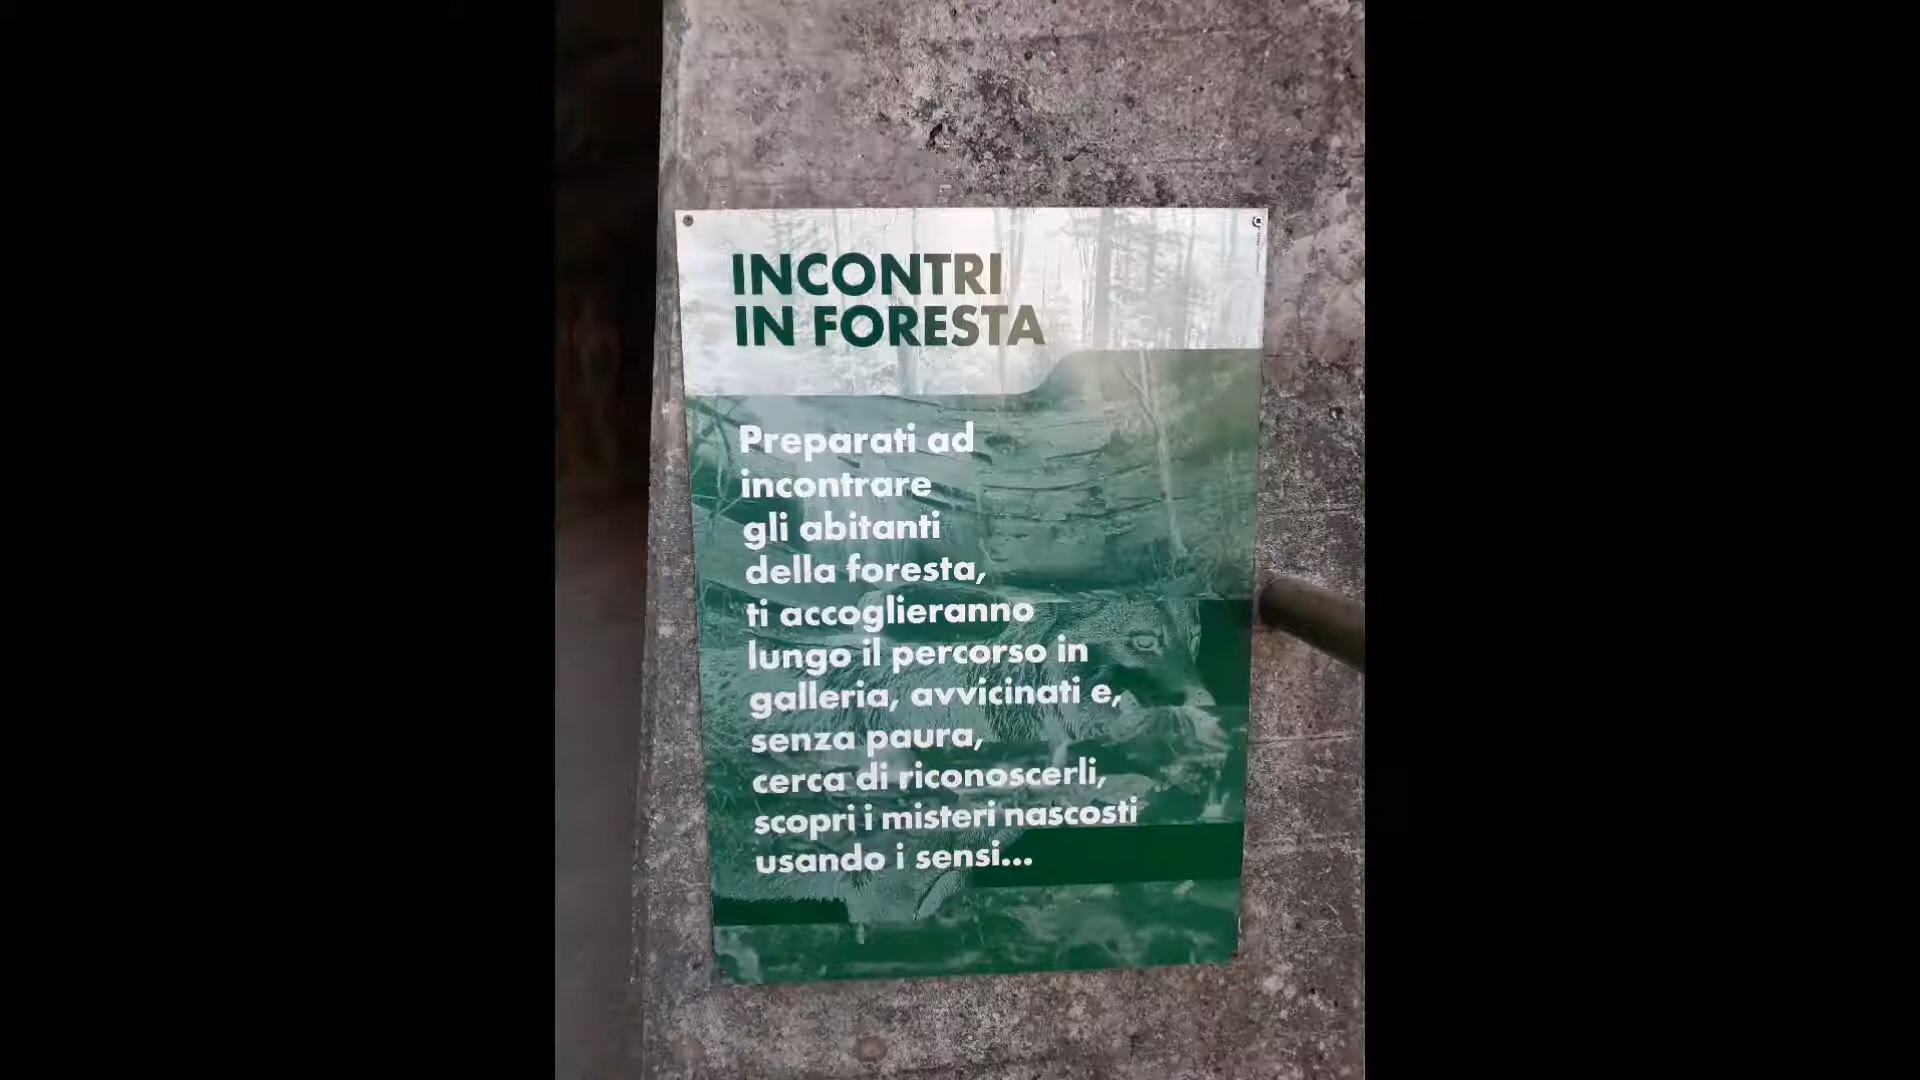 INCONTRI
IN FORESTA
Preparati ad
incontrare
gli abitanti
della foresta,
ti accoglieranno
lungo il percorso in
galleria, avvicinati e,
senza paura,
cerca di riconoscerli,
scopri i misteri nascosti
usando i sensi...